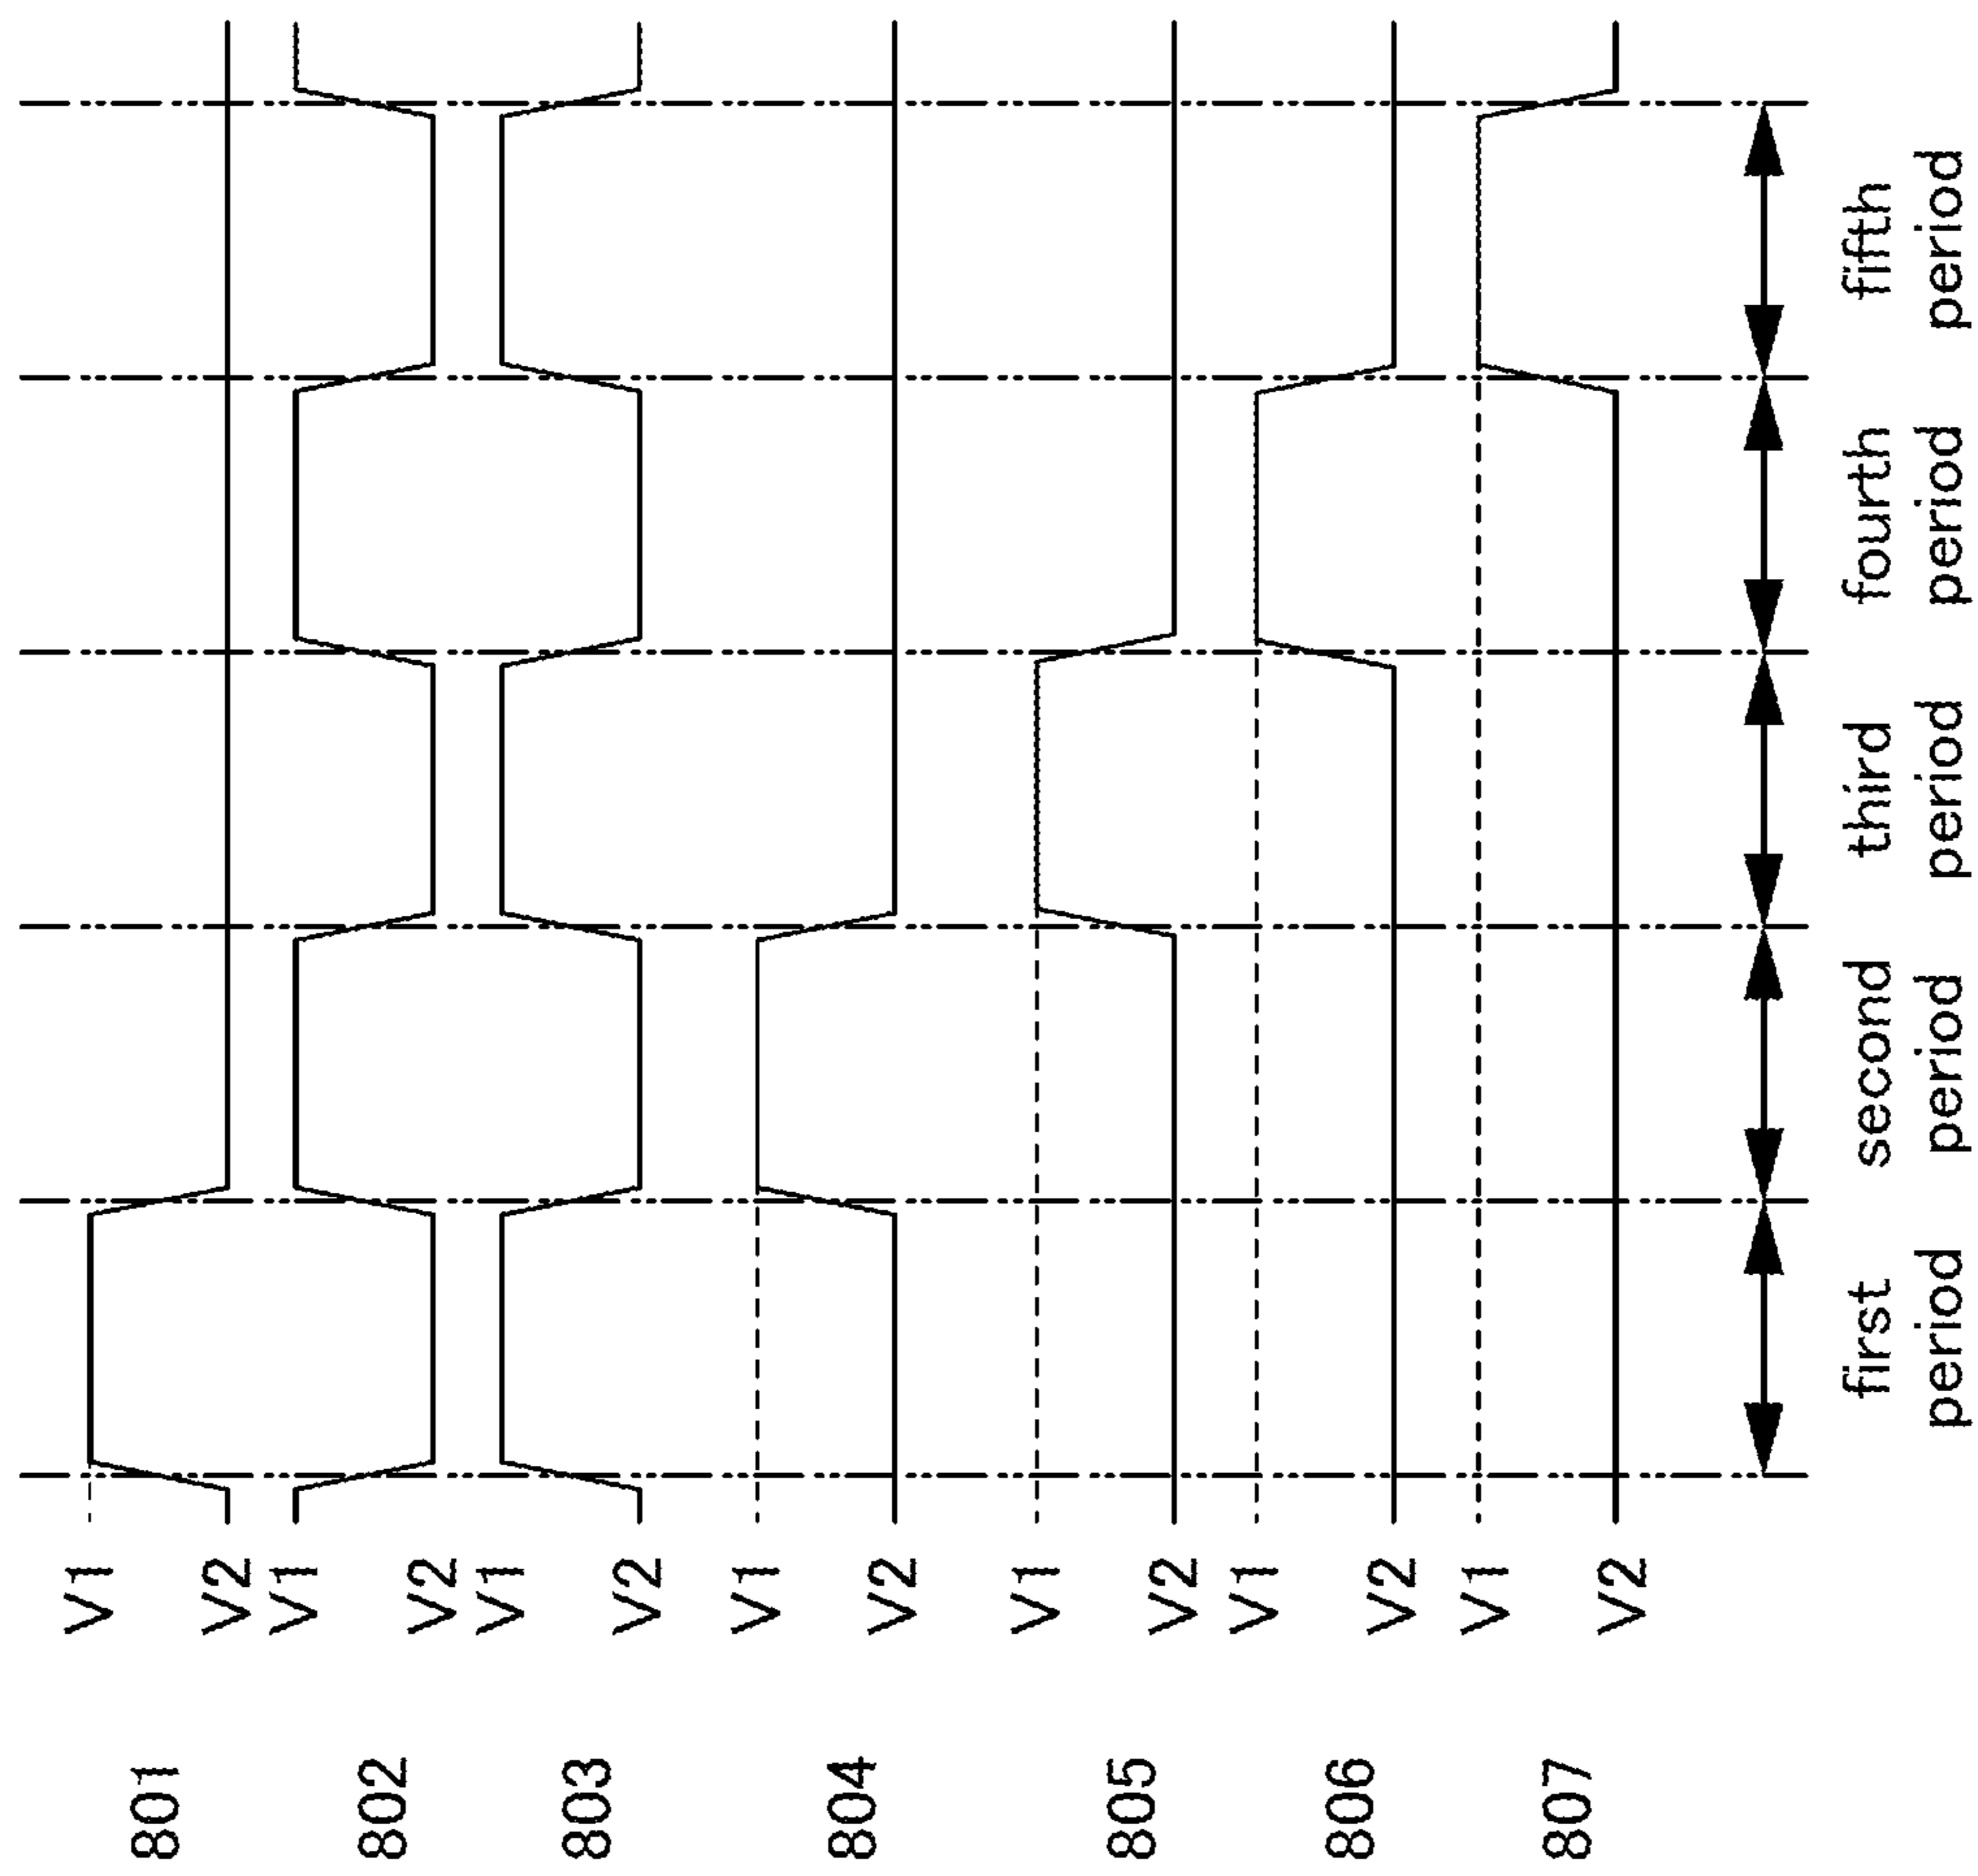 801
V1
V2
802
V1
V2
803
V1
V2
804
V1
V2
805
V1
V2
806
V1
V2
807
V1
V2
first
period
second
period
third
period
fourth
period
fifth
period